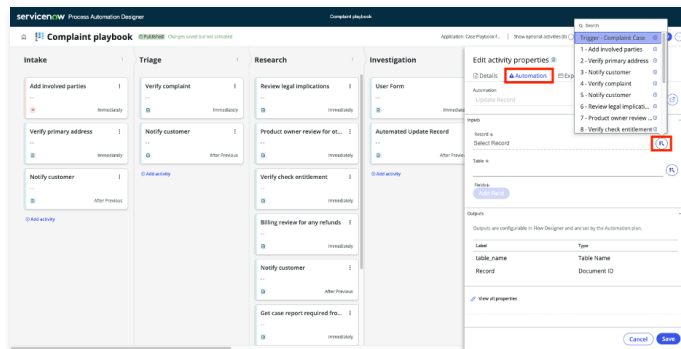 servicenow Process Automation Designer
Complaint playbook
Complaint playbook
Published
Changes saved but not activated
Application: Case Playbook f...
Show optional activities (0)
Search
Trigger - Complaint Case
1 - Add involved parties
2 - Verify primary address
3 - Notify customer
4 - Verify complaint
5 - Notify customer
6 - Review legal implicati...
7 - Product owner review ...
8 - Verify check entitlement
Intake
Add involved parties
--
Immediately
Verify primary address
--
Immediately
Notify customer
--
After Previous
Add activity
Triage
Verify complaint
--
Immediately
Notify customer
--
After Previous
Add activity
Research
Review legal implications
--
Immediately
Product owner review for ot...
--
Immediately
Verify check entitlement
--
Immediately
Billing review for any refunds
--
Immediately
Notify customer
--
After Previous
Get case report required fro...
--
Immediately
Investigation
User Form
--
Immediate
Automated Update Record
--
After Previo
Add activity
Edit activity properties
Details
Automation
Exp
Automation
Update Record
Inputs
Record
Select Record
Table
Fields
Add Field
Outputs
Outputs are configurable in Flow Designer and are set by the Automation plan.
Label Type
table_name Table Name
Record Document ID
View all properties
Cancel Save